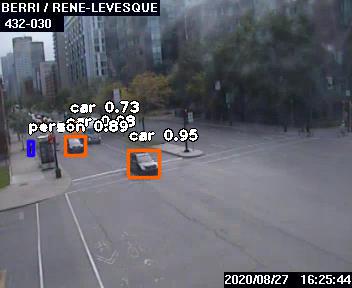 BERRI / RENE-LEVESQUE
432-030
car 0.73
person 0.89
car 0.95
2020/08/27 16:25:44